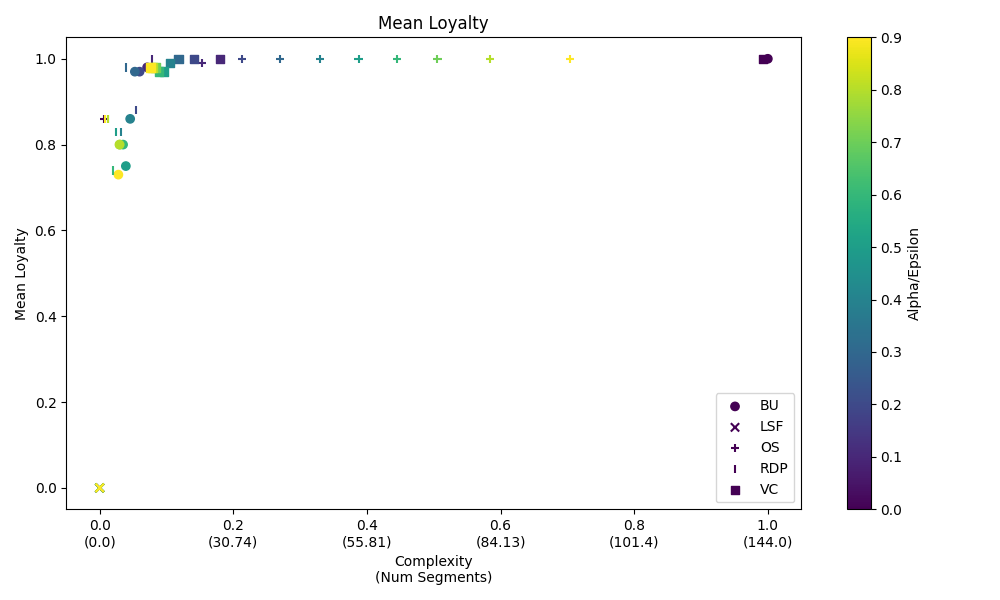 Mean Loyalty
Mean Loyalty
1.0
0.8
0.6
0.4
0.2
0.0
0.0
(0.0)
0.2
(30.74)
0.4
(55.81)
0.6
(84.13)
0.8
(101.4)
1.0
(144.0)
Complexity
(Num Segments)
BU
LSF
OS
RDP
VC
0.9
0.8
0.7
0.6
0.5
0.4
0.3
0.2
0.1
0.0
Alpha/Epsilon